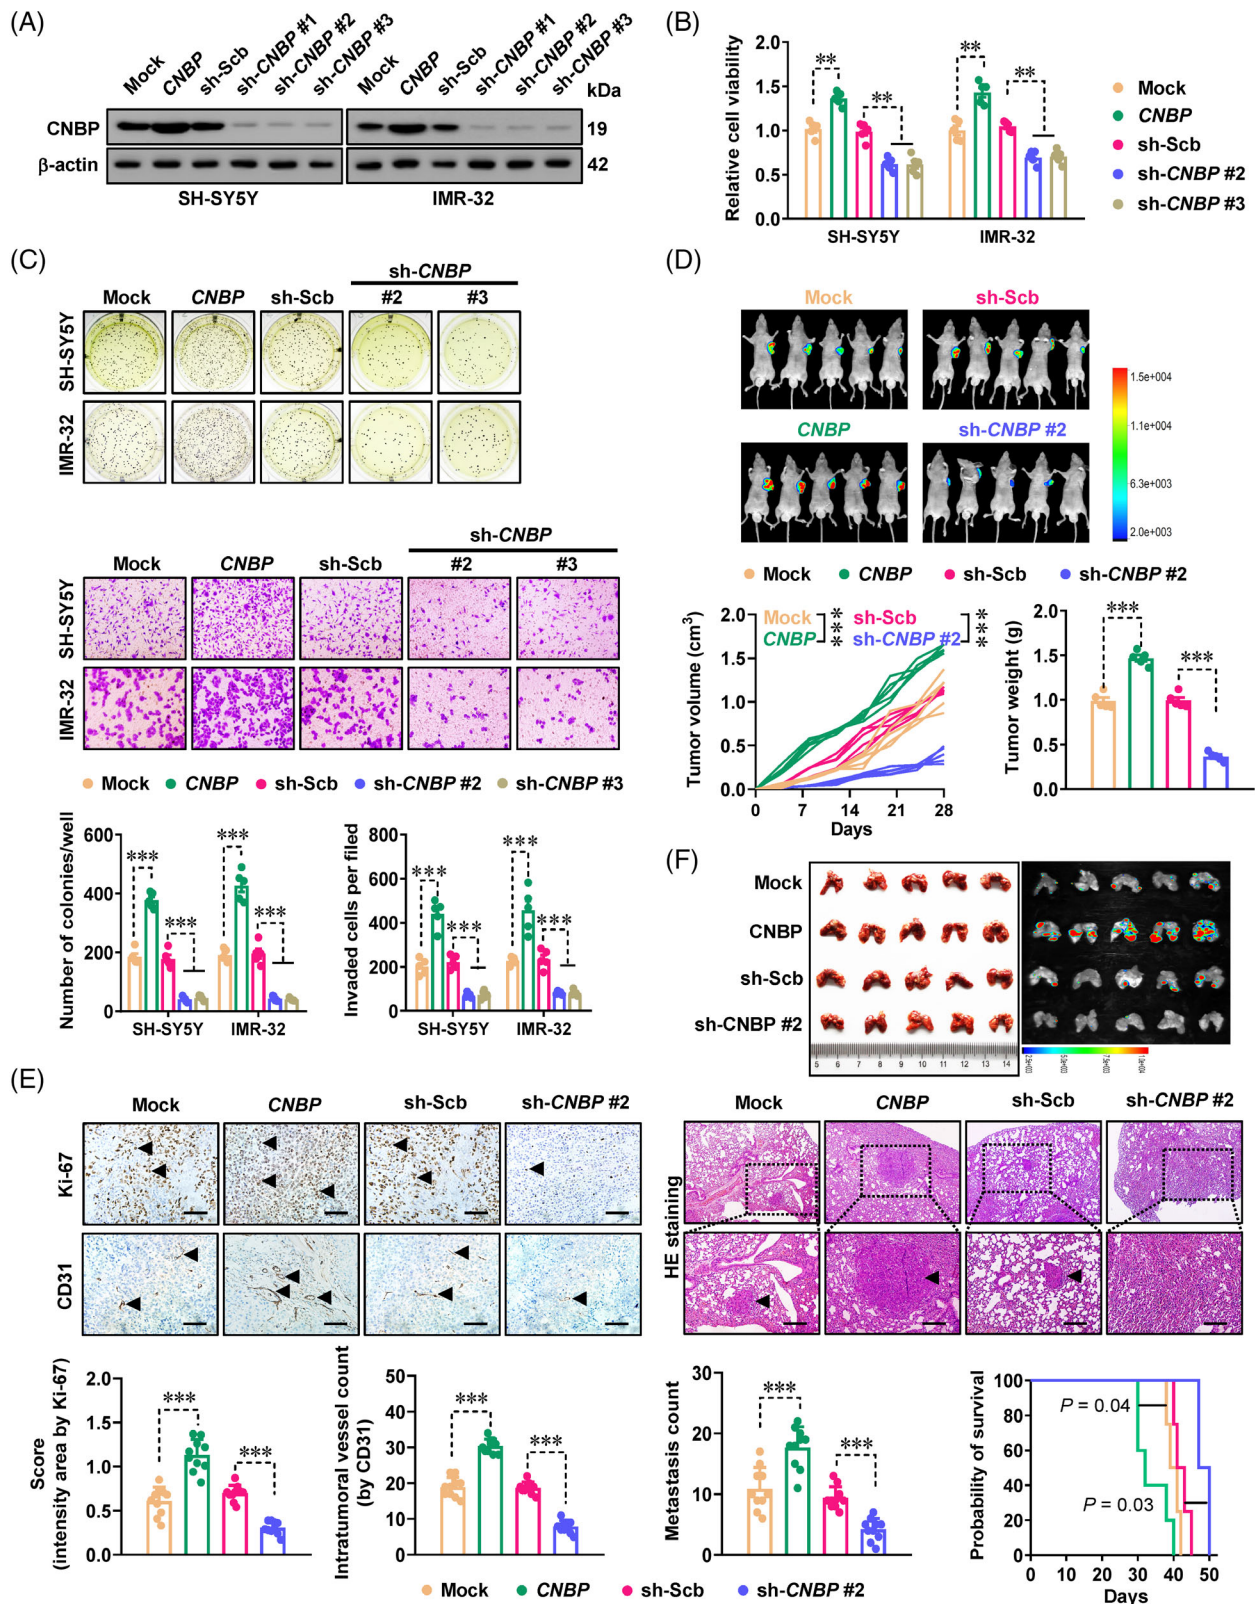 (A)
Mock
CNBP
sh-Scb
sh-CNBP #1
sh-CNBP #2
sh-CNBP #3
Mock
CNBP
sh-Scb
sh-CNBP #1
sh-CNBP #2
sh-CNBP #3
kDa
CNBP
19
β-actin
42
SH-SY5Y
IMR-32
(B)
Relative cell viability
2.0
1.5
1.0
0.5
0.0
**
**
**
**
SH-SY5Y
IMR-32
Mock
CNBP
sh-Scb
sh-CNBP #2
sh-CNBP #3
(C)
sh-CNBP
Mock
CNBP
sh-Scb
#2
#3
SH-SY5Y
IMR-32
sh-CNBP
Mock
CNBP
sh-Scb
#2
#3
SH-SY5Y
IMR-32
Mock
CNBP
sh-Scb
sh-CNBP #2
sh-CNBP #3
Number of colonies/well
600
400
200
0
***
***
***
***
SH-SY5Y
IMR-32
Invaded cells per filed
800
600
400
200
0
***
***
***
***
SH-SY5Y
IMR-32
(D)
Mock
sh-Scb
CNBP
sh-CNBP #2
1.5e+004
1.1e+004
6.3e+003
2.0e+003
Mock
CNBP
sh-Scb
sh-CNBP #2
Tumor volume (cm3)
2.0
1.5
1.0
0.5
0.0
Mock
CNBP
***
sh-Scb
sh-CNBP #2
***
0
7
14
21
28
Days
Tumor weight (g)
2.0
1.5
1.0
0.5
0.0
***
***
(F)
Mock
CNBP
sh-Scb
sh-CNBP #2
5 6 7 8 9 10 11 12 13 14
2.5e+003
5.0e+003
7.5e+003
1.0e+004
(E)
Mock
CNBP
sh-Scb
sh-CNBP #2
Ki-67
CD31
Mock
CNBP
sh-Scb
sh-CNBP #2
HE staining
Score
(intensity area by Ki-67)
2.0
1.5
1.0
0.5
0.0
***
***
Intratumoral vessel count
(by CD31)
50
40
30
20
10
0
***
***
Metastasis count
30
20
10
0
***
***
Probability of survival
100
80
60
40
20
0
P = 0.04
P = 0.03
0
10
20
30
40
50
Days
Mock
CNBP
sh-Scb
sh-CNBP #2